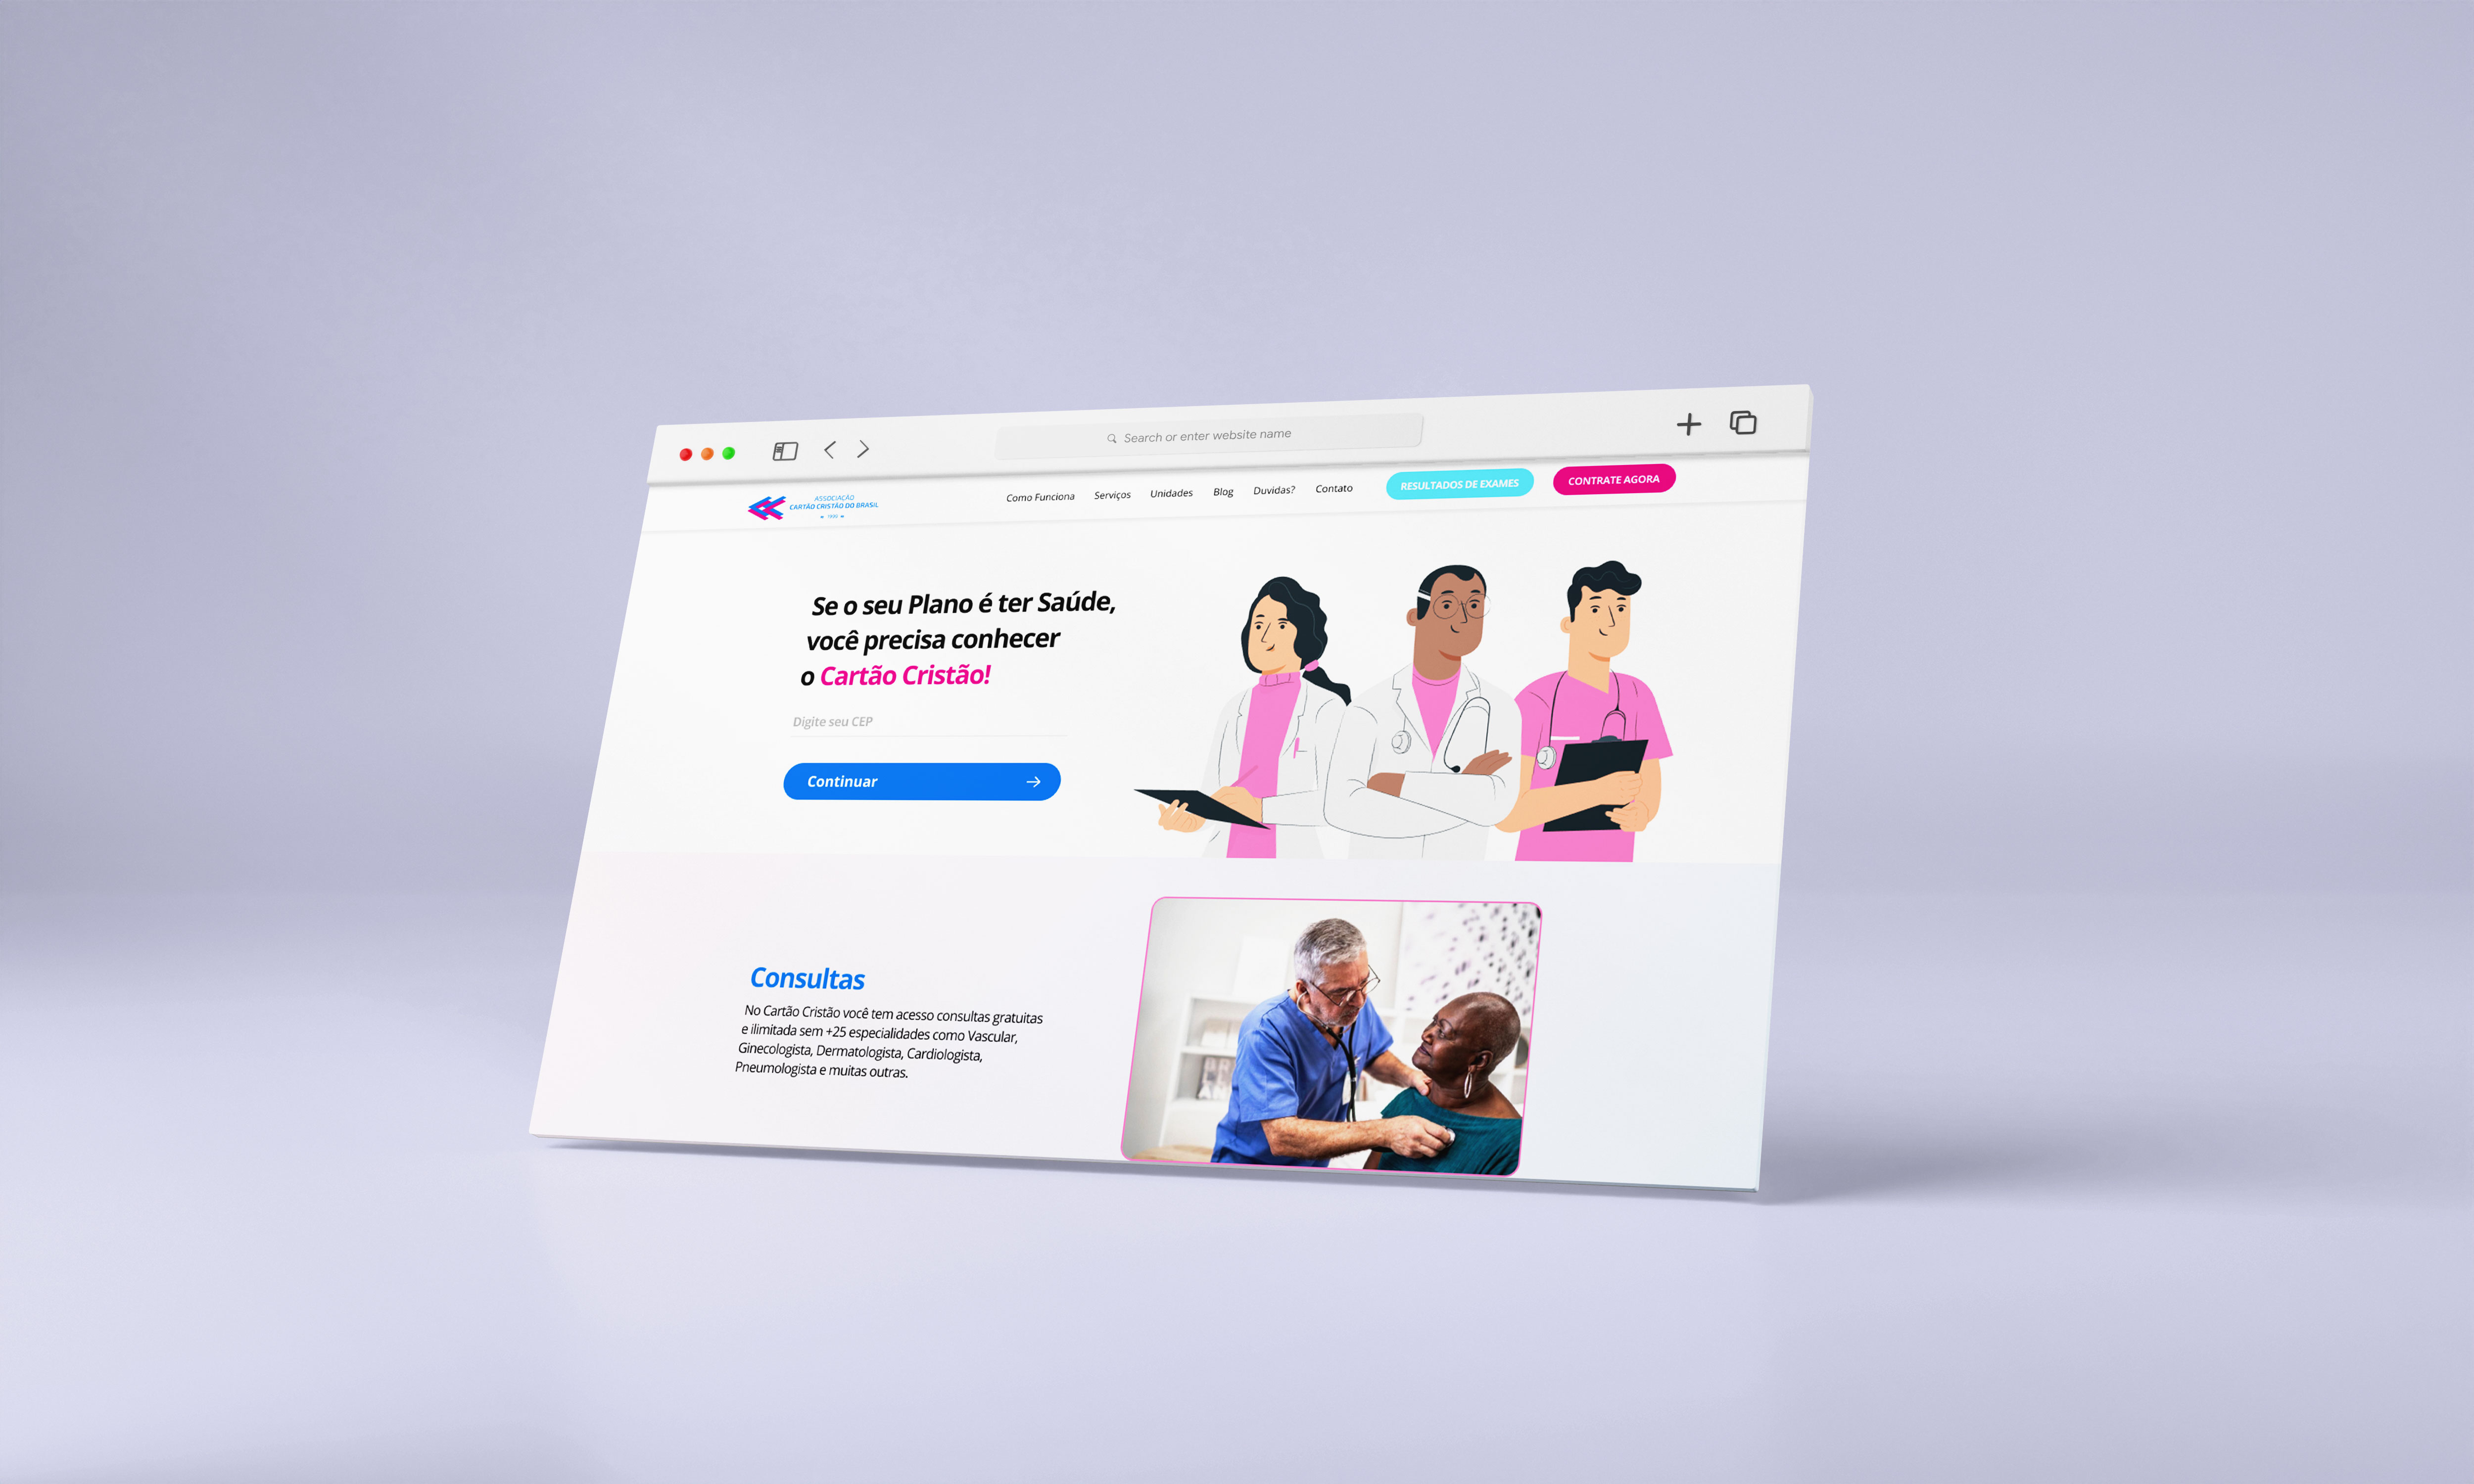 Search or enter website name
ASSOCIAÇÃO
CARTÃO CRISTÃO DO BRASIL
1990
Como Funciona
Serviços
Unidades
Blog
Duvidas?
Contato
RESULTADOS DE EXAMES
CONTRATE AGORA
Se o seu Plano é ter Saúde,
você precisa conhecer
o Cartão Cristão!
Digite seu CEP
Continuar
Consultas
No Cartão Cristão você tem acesso consultas gratuitas
e ilimitada sem +25 especialidades como Vascular,
Ginecologista, Dermatologista, Cardiologista,
Pneumologista e muitas outras.